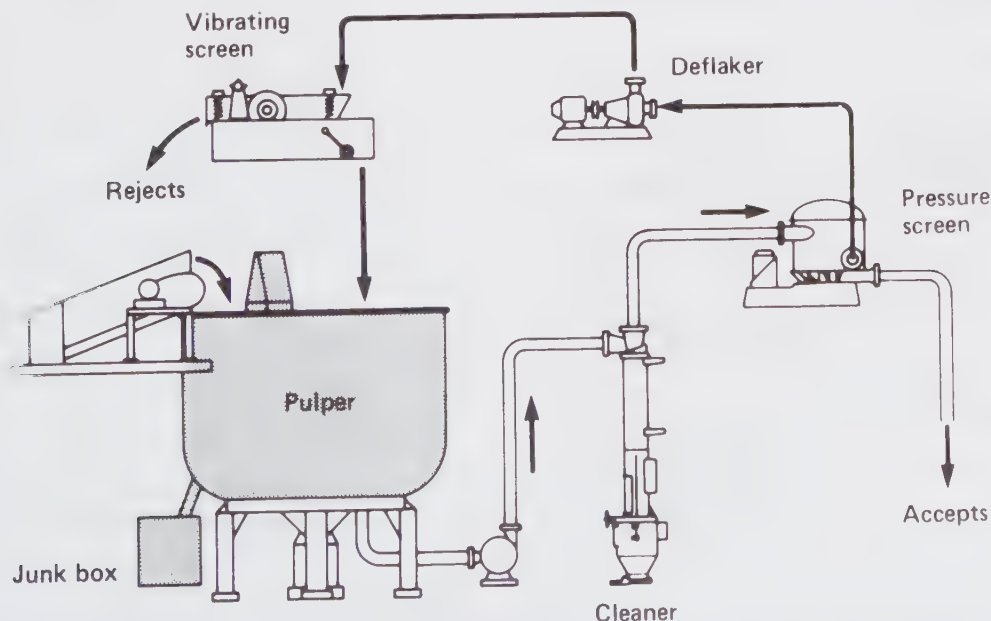 Vibrating
screen
Deflaker
Rejects
Pressure
screen
Pulper
Accepts
Junk box
Cleaner